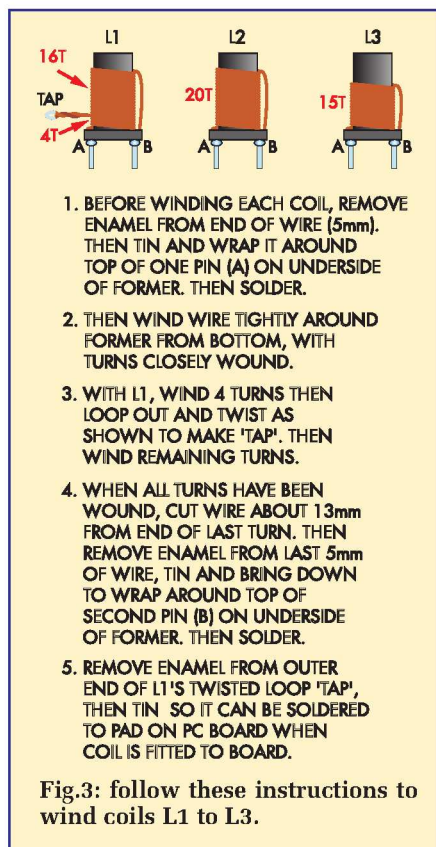 L1 L2 L3
16T
TAP
20T
15T
4T
A B A B A B
1. BEFORE WINDING EACH COIL, REMOVE
ENAMEL FROM END OF WIRE (5mm).
THEN TIN AND WRAP IT AROUND
TOP OF ONE PIN (A) ON UNDERSIDE
OF FORMER. THEN SOLDER.
2. THEN WIND WIRE TIGHTLY AROUND
FORMER FROM BOTTOM, WITH
TURNS CLOSELY WOUND.
3. WITH L1, WIND 4 TURNS THEN
LOOP OUT AND TWIST AS
SHOWN TO MAKE 'TAP'. THEN
WIND REMAINING TURNS.
4. WHEN ALL TURNS HAVE BEEN
WOUND, CUT WIRE ABOUT 13mm
FROM END OF LAST TURN. THEN
REMOVE ENAMEL FROM LAST 5mm
OF WIRE, TIN AND BRING DOWN
TO WRAP AROUND TOP OF
SECOND PIN (B) ON UNDERSIDE
OF FORMER. THEN SOLDER.
5. REMOVE ENAMEL FROM OUTER
END OF L1'S TWISTED LOOP 'TAP',
THEN TIN SO IT CAN BE SOLDERED
TO PAD ON PC BOARD WHEN
COIL IS FITTED TO BOARD.
Fig.3: follow these instructions to
wind coils L1 to L3.